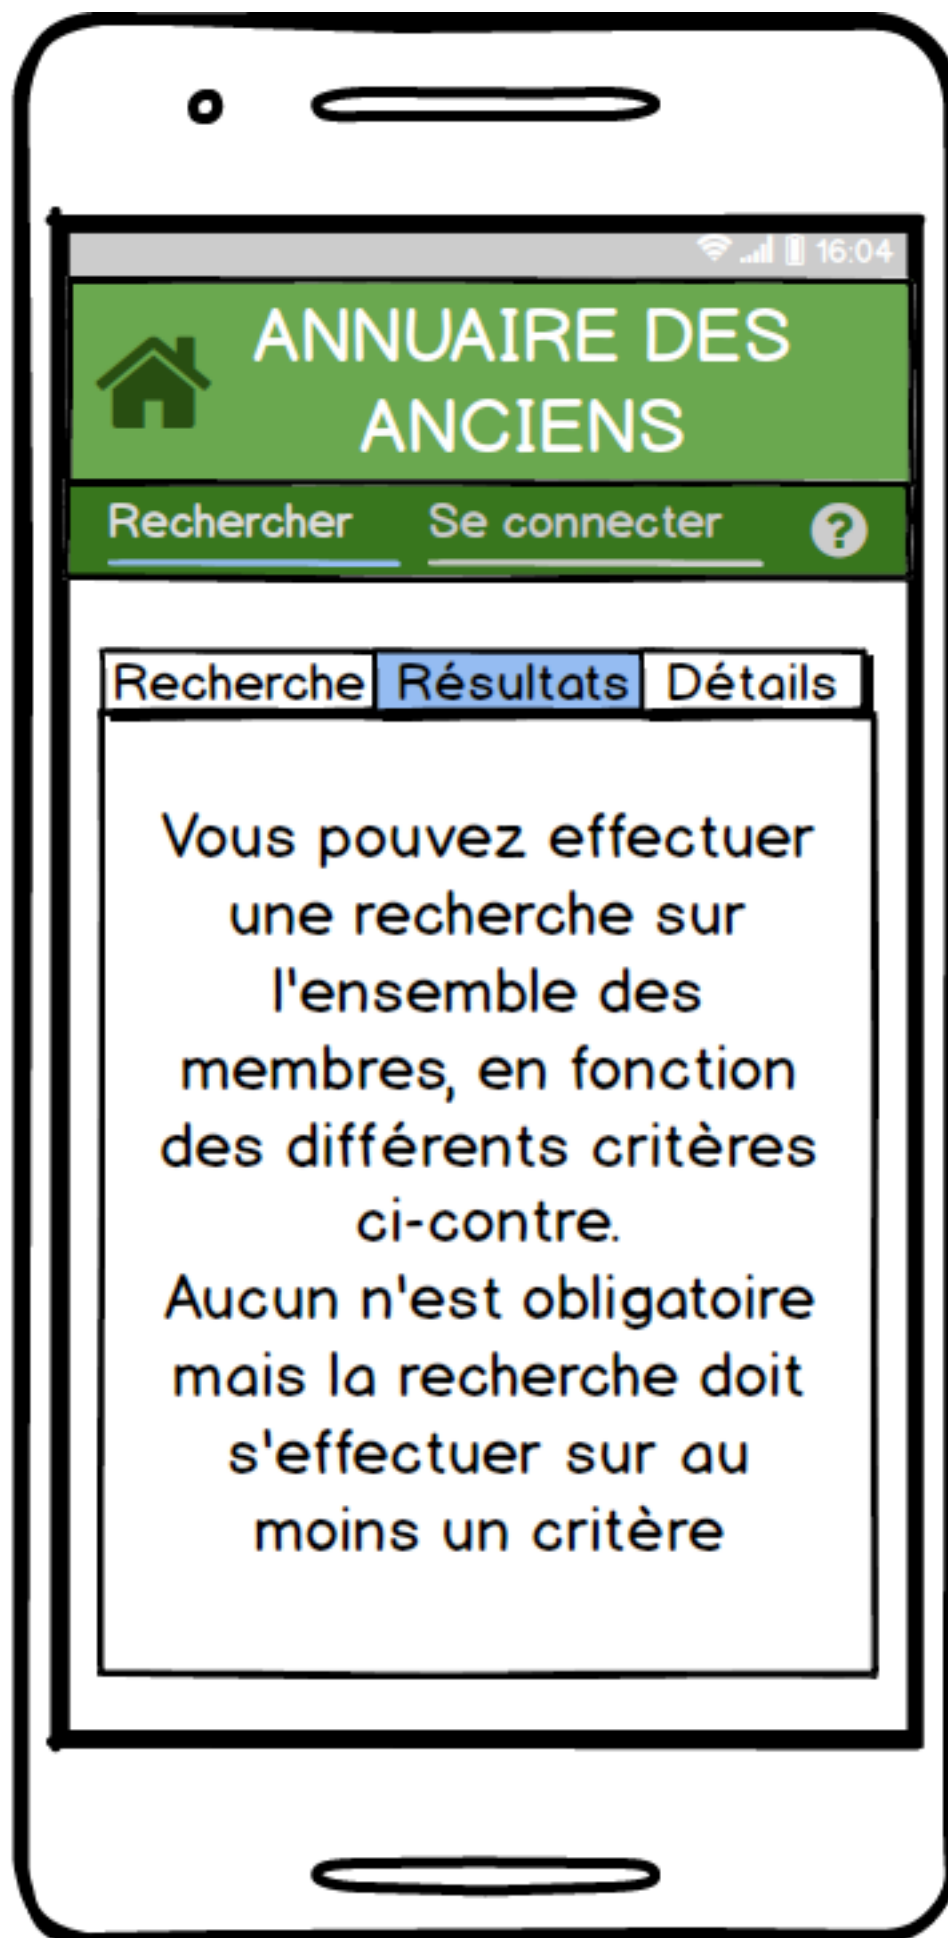 16:04
ANNUAIRE DES
ANCIENS
Rechercher Se connecter ?
Recherche Résultats Détails
Vous pouvez effectuer
une recherche sur
l'ensemble des
membres, en fonction
des différents critères
ci-contre.
Aucun n'est obligatoire
mais la recherche doit
s'effectuer sur au
moins un critère